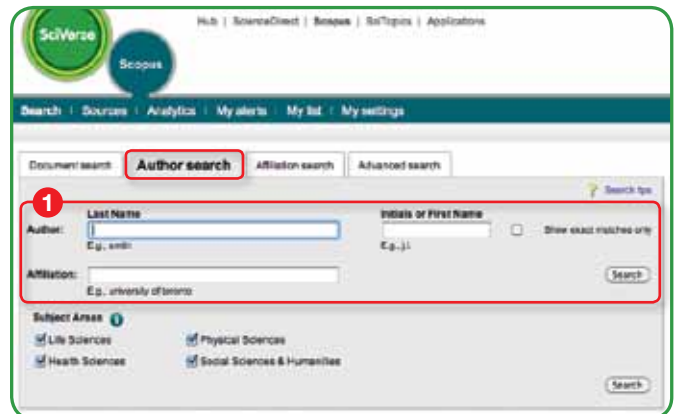 Hub | ScienceDirect | Scopus | SciTopics | Applications
SciVerse
Scopus
Search | Sources | Analytics | My alerts | My list | My settings
Document search Author search Affiliation search Advanced search
Search tips
1
Last Name Initials or First Name
Author: Show exact matches only
E.g., smith E.g., j.l.
Affiliation: Search
E.g., university of toronto
Subject Areas
Life Sciences Physical Sciences
Health Sciences Social Sciences & Humanities
Search